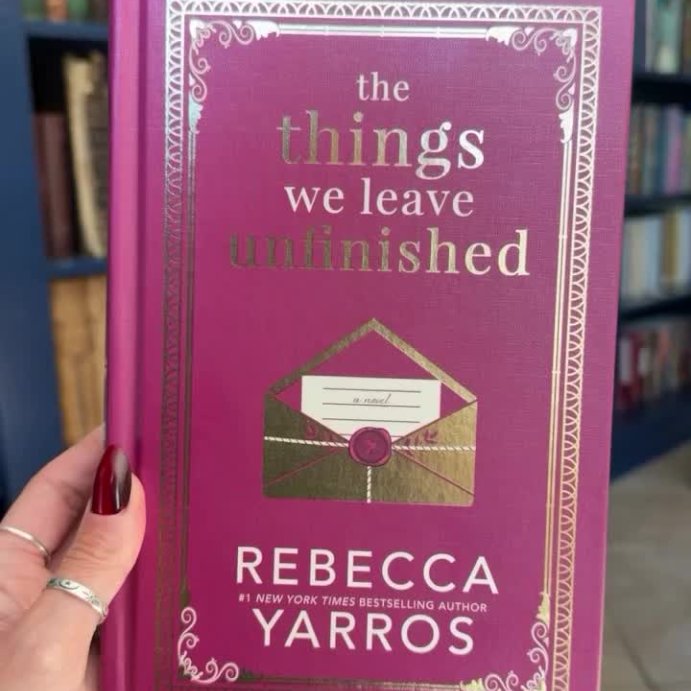 the
things
we leave
unfinished
a novel
REBECCA
#1 NEW YORK TIMES BESTSELLING AUTHOR
YARROS